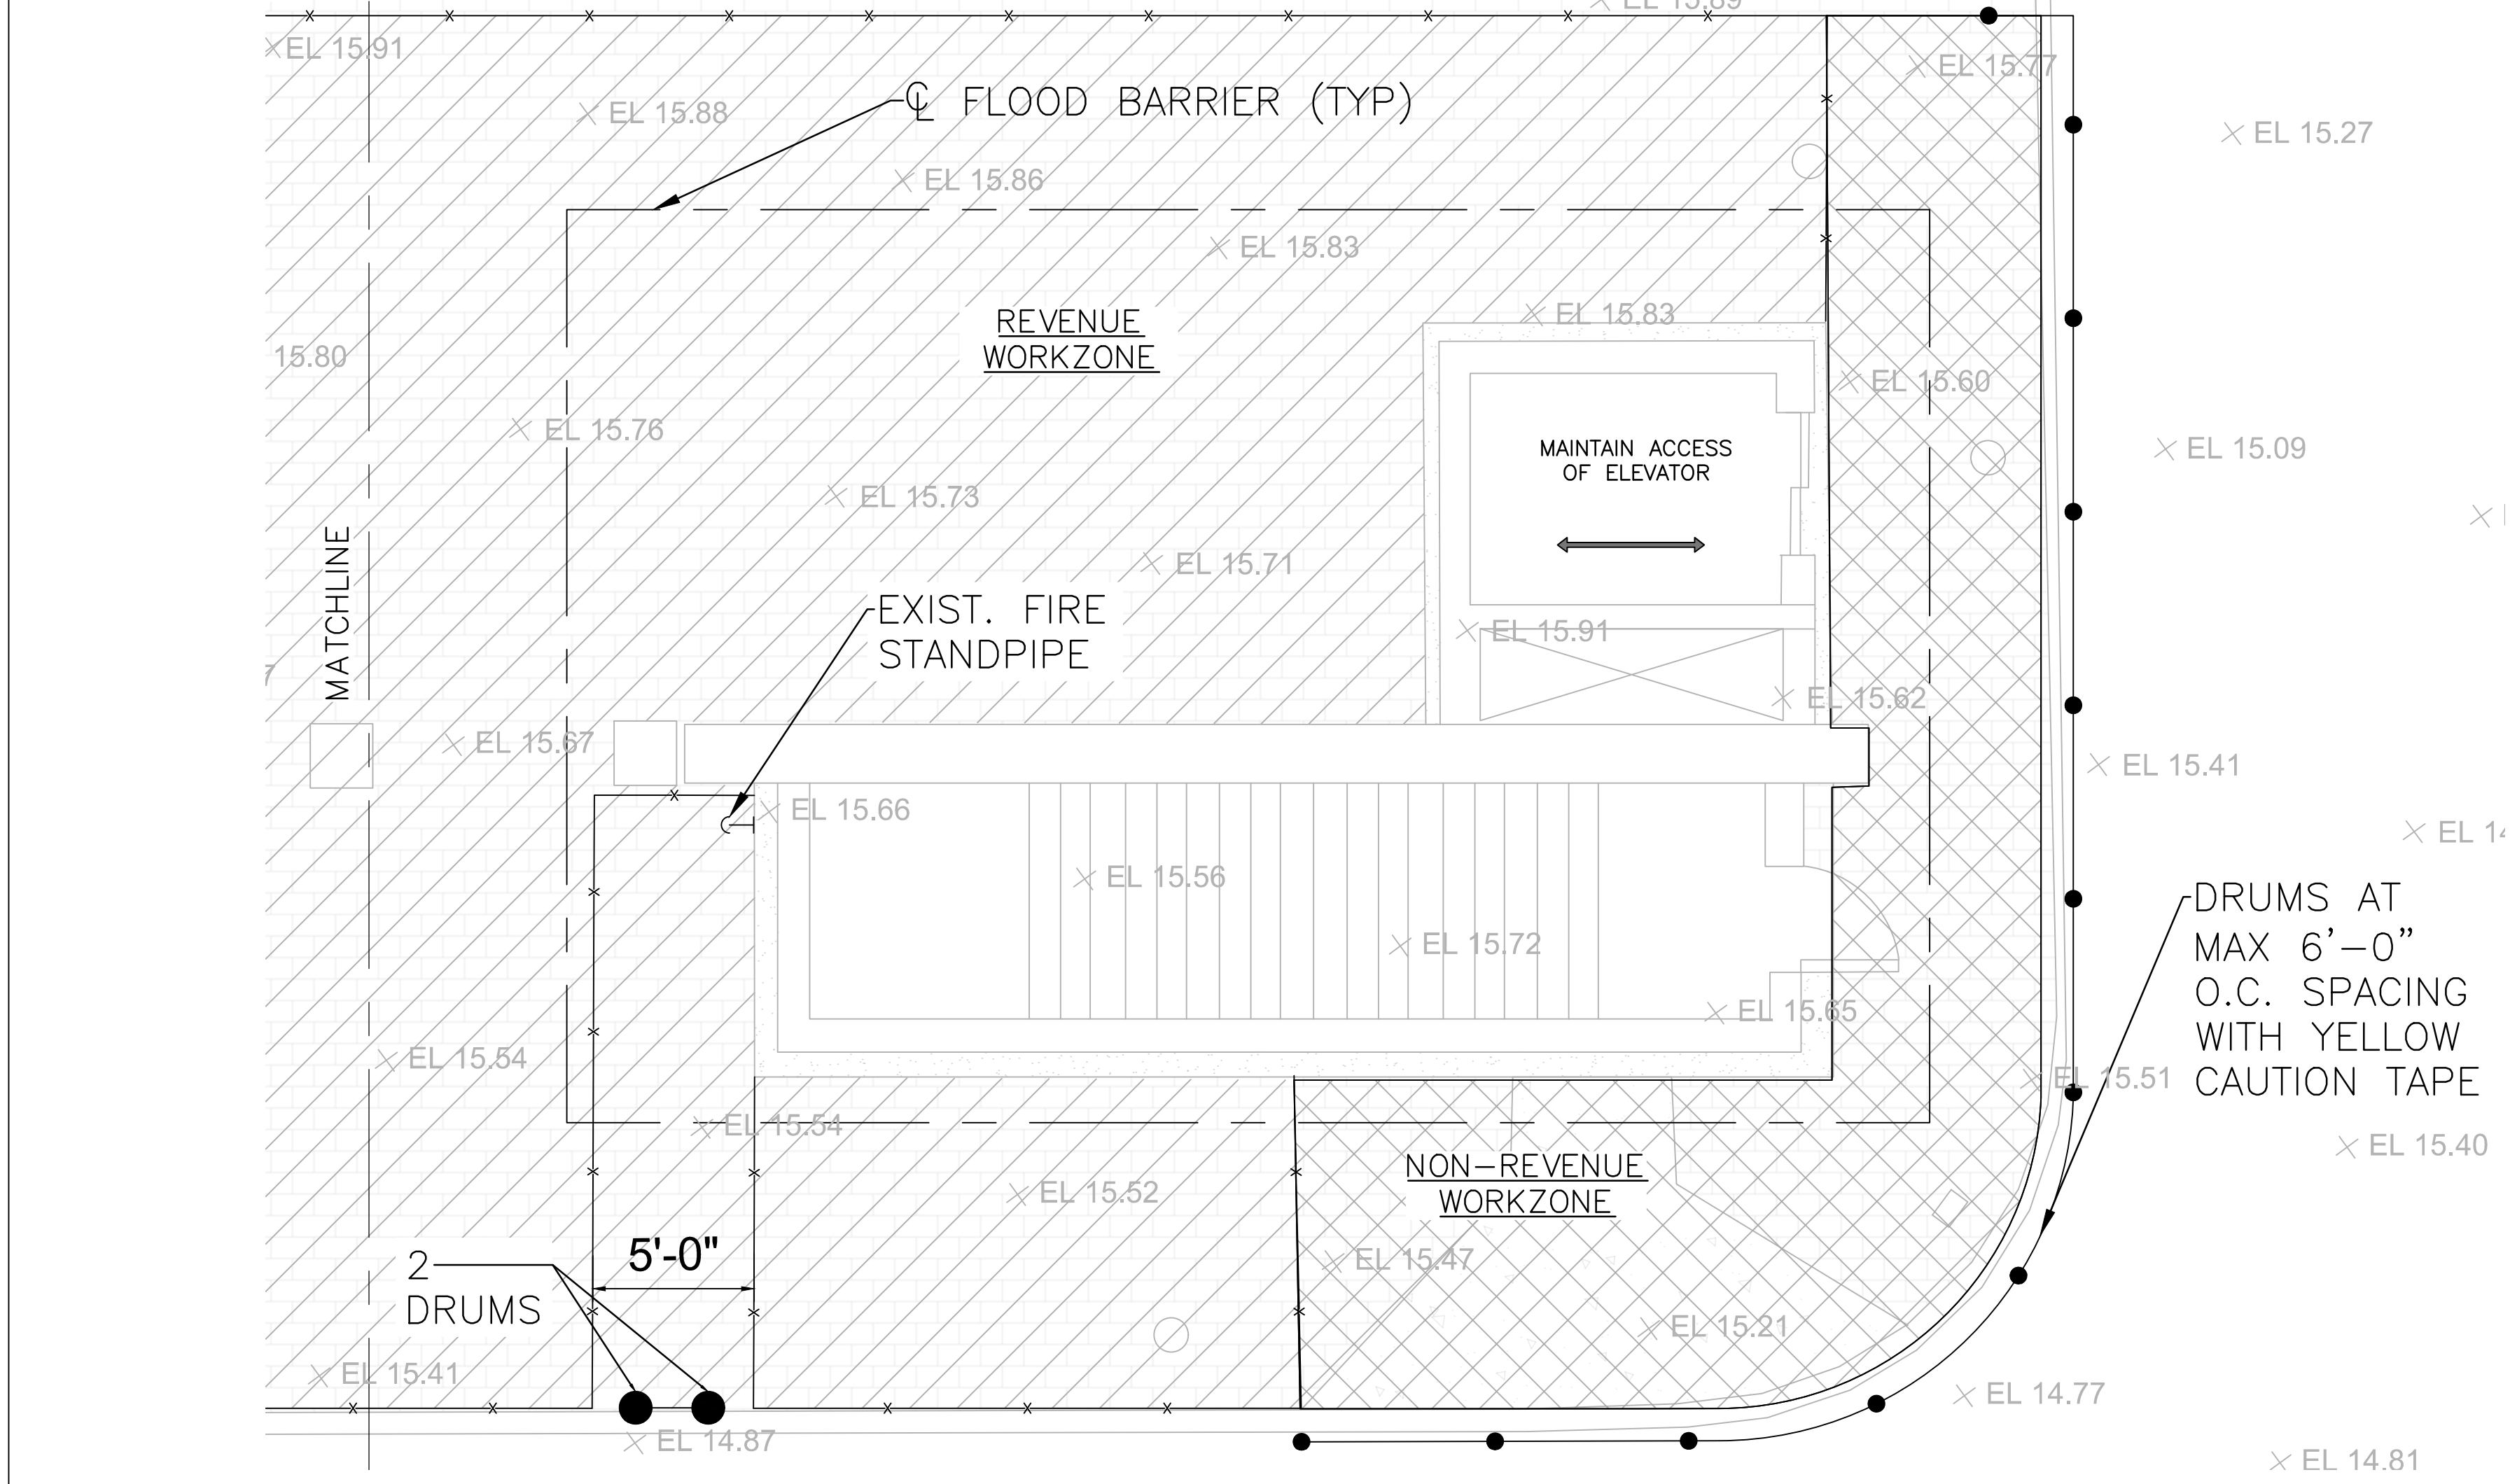 EL 15.89
EL 15.91
EL 15.77
℄ FLOOD BARRIER (TYP)
EL 15.88
EL 15.27
EL 15.86
EL 15.83
REVENUE
WORKZONE
EL 15.83
15.80
EL 15.60
EL 15.76
MAINTAIN ACCESS
OF ELEVATOR
EL 15.09
EL 15.73
EL 15.71
MATCHLINE
EXIST. FIRE
STANDPIPE
EL 15.91
EL 15.62
EL 15.67
EL 15.41
EL 15.66
EL 15.56
EL 15.72
DRUMS AT
MAX 6'-0"
O.C. SPACING
WITH YELLOW
CAUTION TAPE
EL 15.65
EL 15.54
EL 15.51
EL 15.54
EL 15.40
NON-REVENUE
WORKZONE
EL 15.52
5'-0"
EL 15.47
2
DRUMS
EL 15.21
EL 15.41
EL 14.77
EL 14.87
EL 14.81